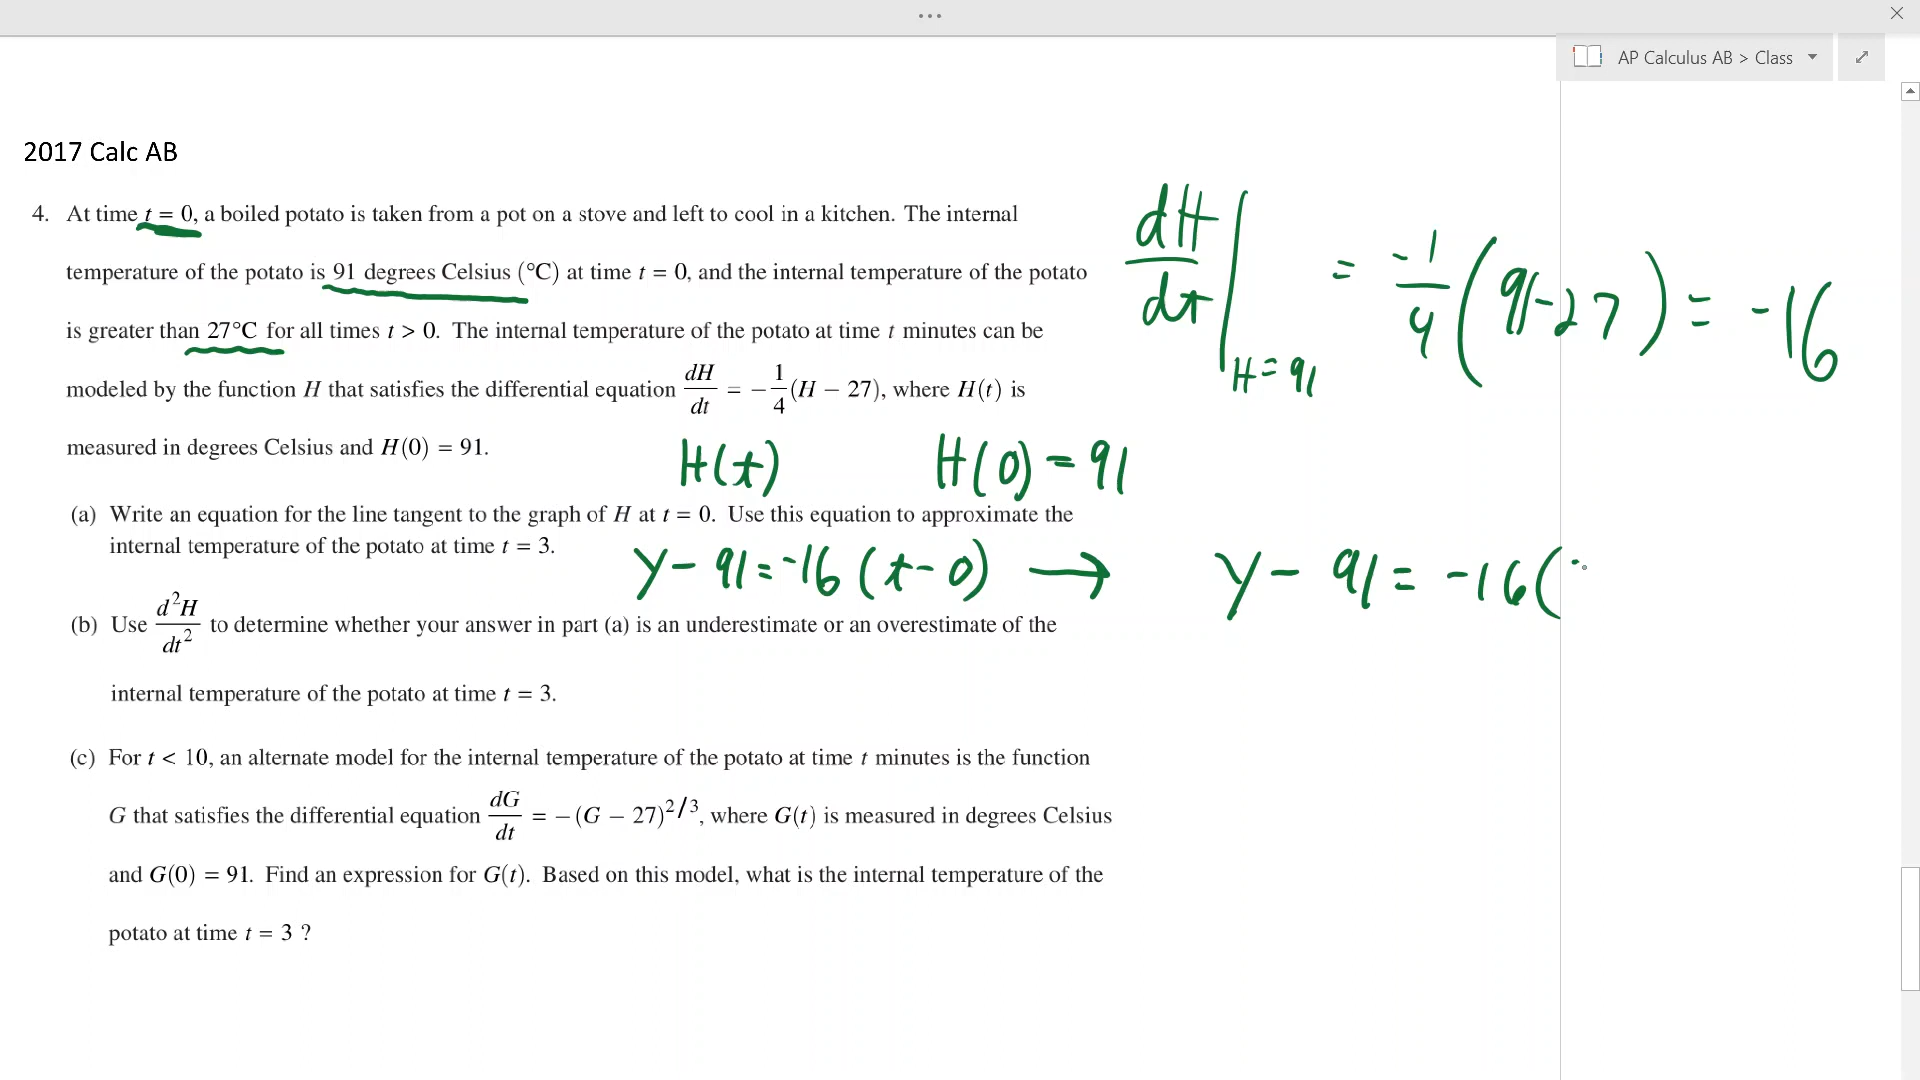 AP Calculus AB > Class
2017 Calc AB
4. At time t = 0, a boiled potato is taken from a pot on a stove and left to cool in a kitchen. The internal
temperature of the potato is 91 degrees Celsius (°C) at time t = 0, and the internal temperature of the potato
is greater than 27°C for all times t > 0. The internal temperature of the potato at time t minutes can be
modeled by the function H that satisfies the differential equation dH/dt = −1/4(H − 27), where H(t) is
measured in degrees Celsius and H(0) = 91.
dH/dt | H=91 = -1/4 (91-27) = -16
H(t) H(0) = 91
(a) Write an equation for the line tangent to the graph of H at t = 0. Use this equation to approximate the
internal temperature of the potato at time t = 3.
y - 91 = -16 (t - 0) → y - 91 = -16(
(b) Use d²H/dt² to determine whether your answer in part (a) is an underestimate or an overestimate of the
internal temperature of the potato at time t = 3.
(c) For t < 10, an alternate model for the internal temperature of the potato at time t minutes is the function
G that satisfies the differential equation dG/dt = −(G − 27)^2/3, where G(t) is measured in degrees Celsius
and G(0) = 91. Find an expression for G(t). Based on this model, what is the internal temperature of the
potato at time t = 3 ?